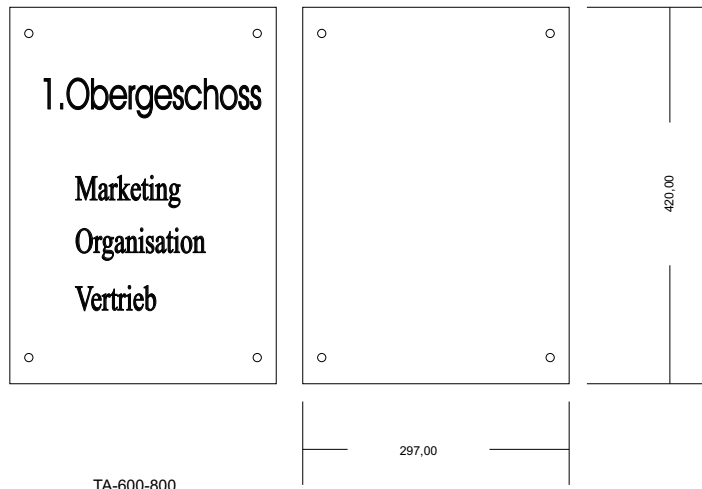 1.Obergeschoss
Marketing
Organisation
Vertrieb
420,00
297,00
TA-600-800